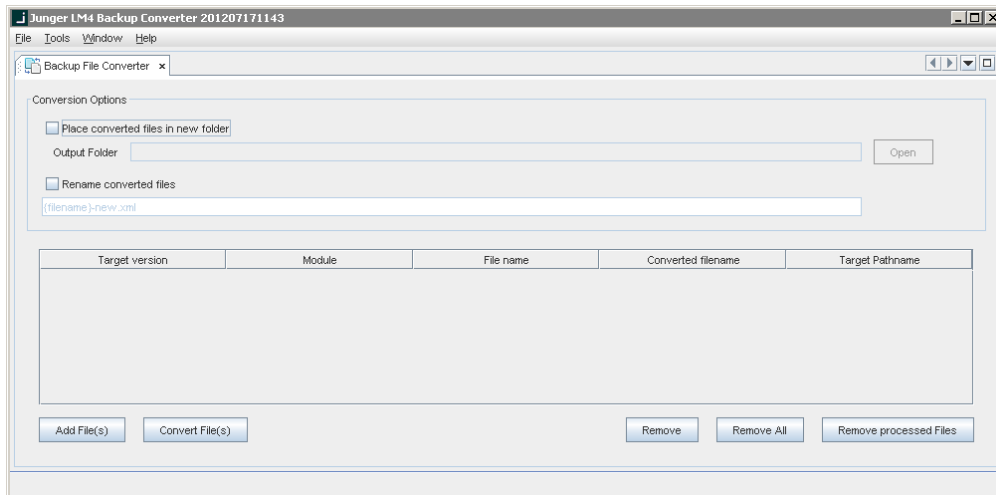 Junger LM4 Backup Converter 201207171143
File Tools Window Help
Backup File Converter
Conversion Options
Place converted files in new folder
Output Folder
Open
Rename converted files
{filename}-new.xml
Target version Module File name Converted filename Target Pathname
Add File(s) Convert File(s) Remove Remove All Remove processed Files